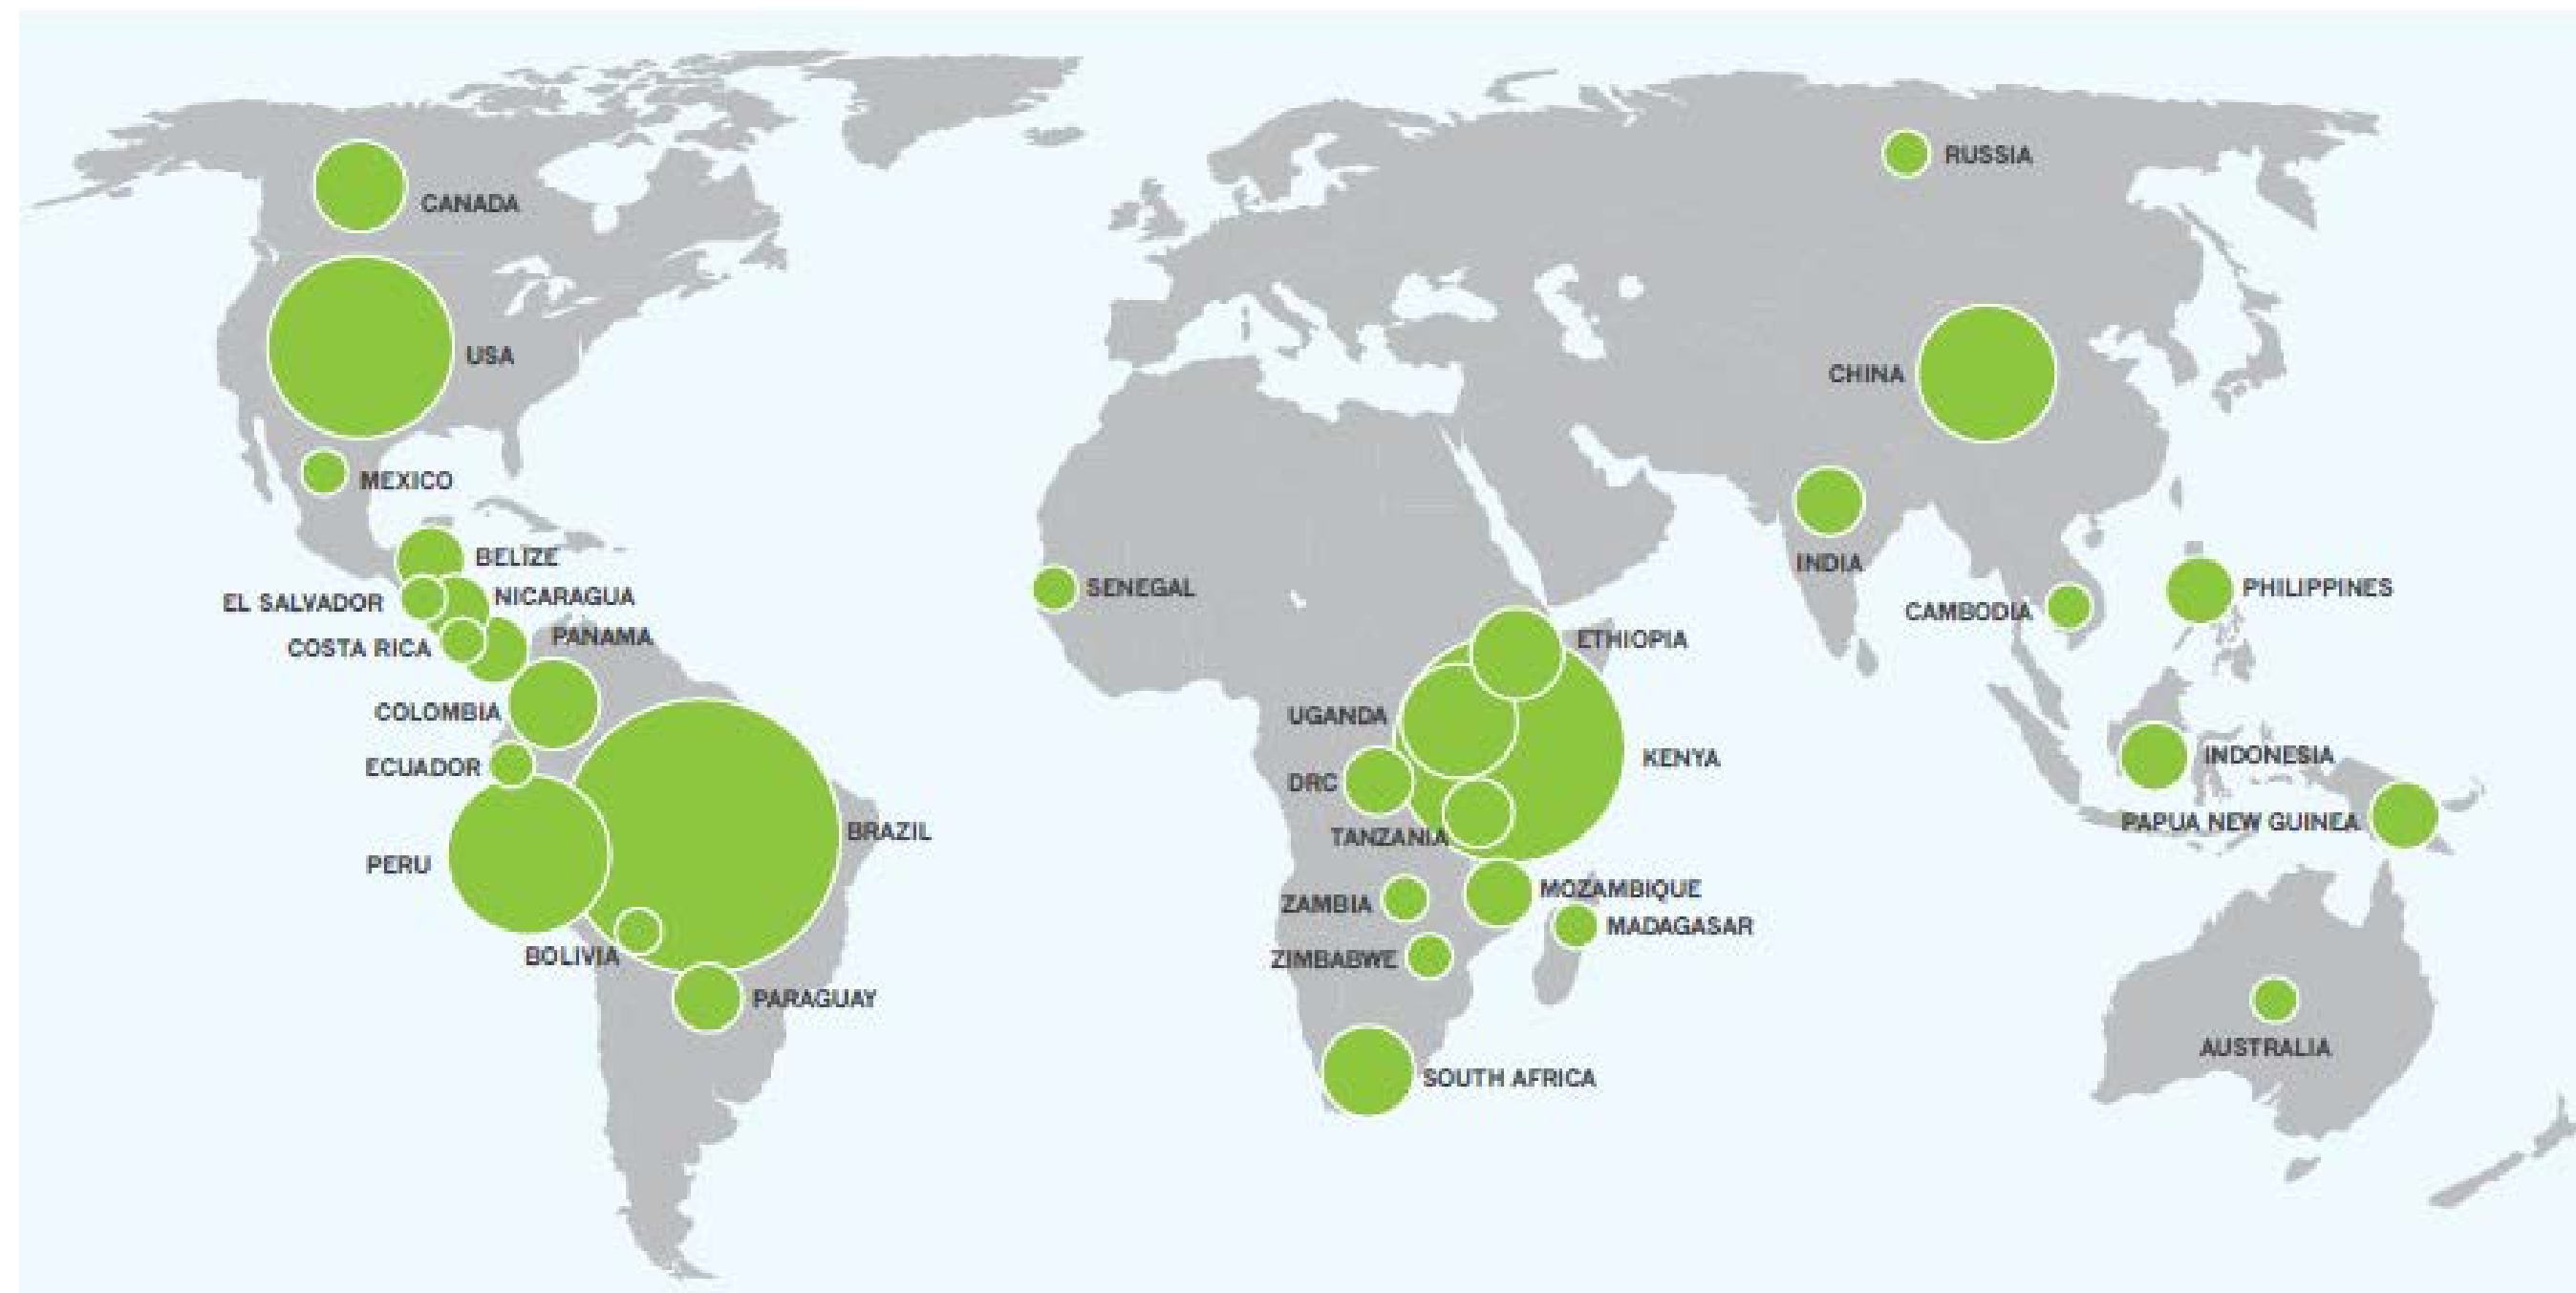 CANADA
USA
MEXICO
BELIZE
EL SALVADOR
NICARAGUA
COSTA RICA
PANAMA
COLOMBIA
ECUADOR
BRAZIL
PERU
BOLIVIA
PARAGUAY
SENEGAL
ETHIOPIA
UGANDA
KENYA
DRC
TANZANIA
MOZAMBIQUE
ZAMBIA
MADAGASAR
ZIMBABWE
SOUTH AFRICA
RUSSIA
CHINA
INDIA
PHILIPPINES
CAMBODIA
INDONESIA
PAPUA NEW GUINEA
AUSTRALIA